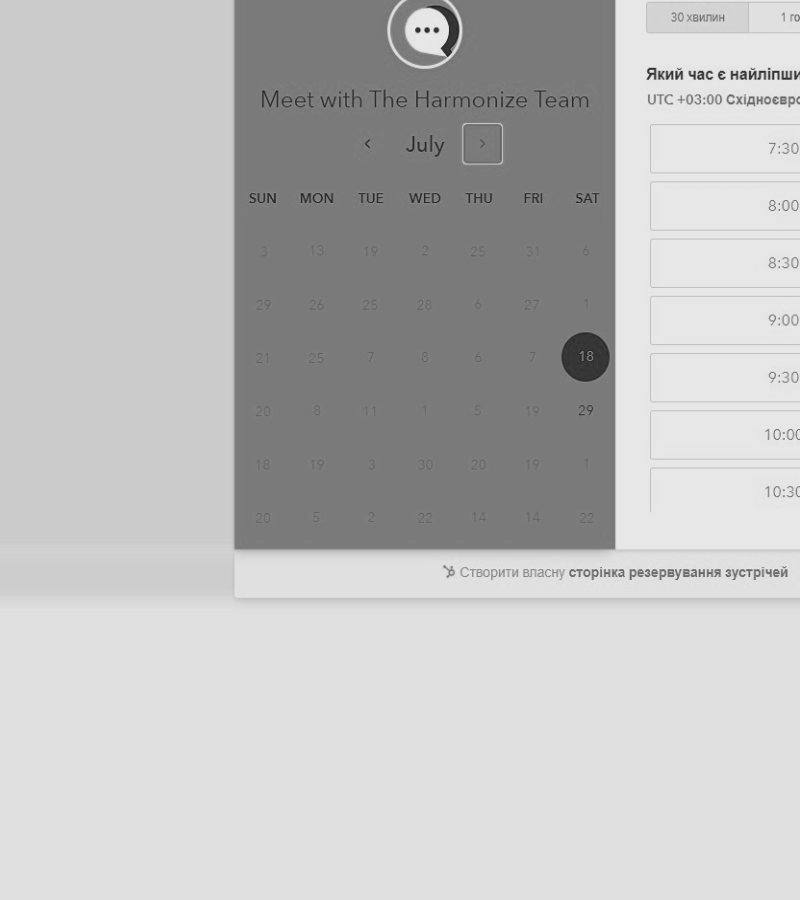 Meet with The Harmonize Team
July
SUN MON TUE WED THU FRI SAT
3 13 19 2 25 31 6
29 26 25 28 6 27 1
21 25 7 8 6 7 18
20 8 11 1 5 19 29
18 19 3 30 20 19 1
20 5 2 22 14 14 22
30 хвилин
1 го
Який час є найліпши
UTC +03:00 Східноєвро
7:30
8:00
8:30
9:00
9:30
10:00
10:30
Створити власну сторінка резервування зустрічей